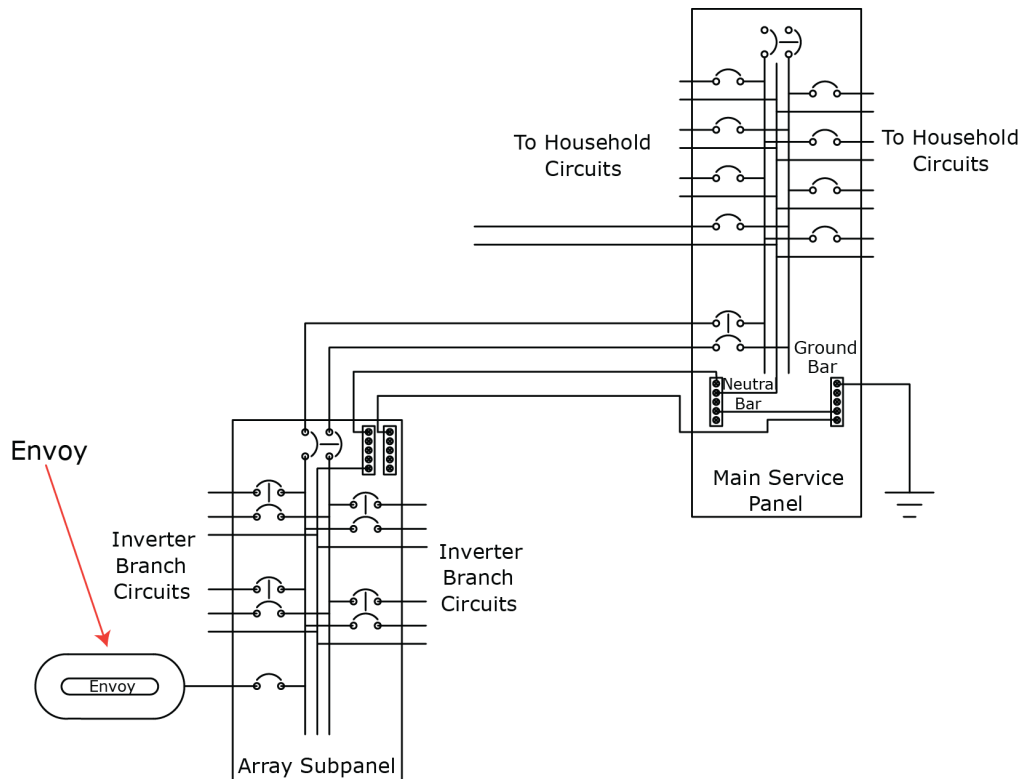 To Household
Circuits
To Household
Circuits
Ground
Bar
Neutral
Bar
Main Service
Panel
Envoy
Inverter
Branch
Circuits
Inverter
Branch
Circuits
Envoy
Array Subpanel